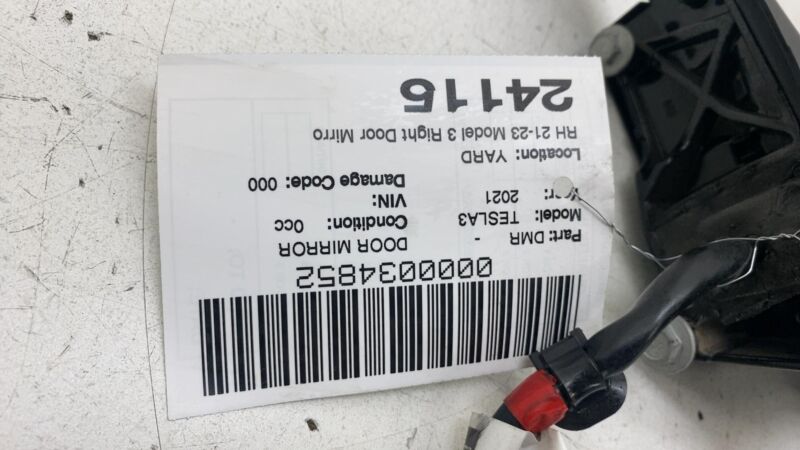 0000034852
Part: DMR - DOOR MIRROR
Model: TESLA3 Condition: 0cc
Year: 2021 VIN:
Damage Code: 000
Location: YARD
RH 21-23 Model 3 Right Door Mirro
24115